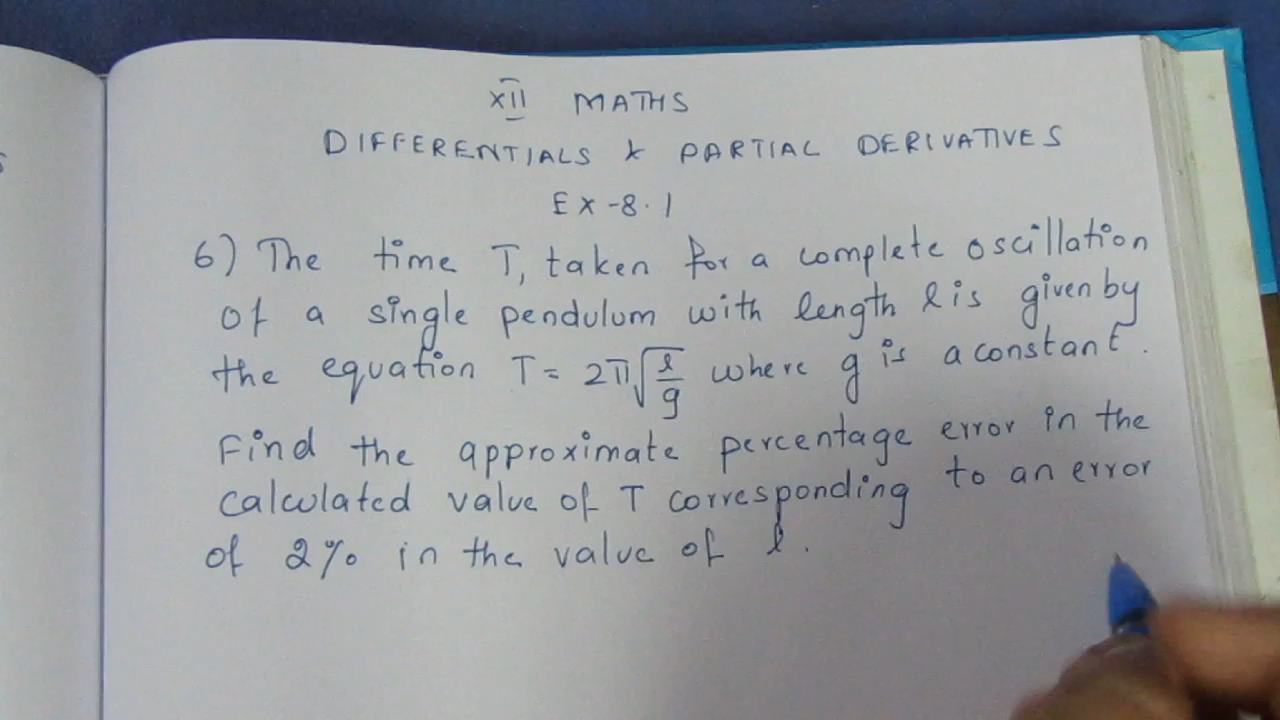 XII MATHS
DIFFERENTIALS & PARTIAL DERIVATIVES
EX-8.1
6) The time T, taken for a complete oscillation
of a single pendulum with length l is given by
the equation T = 2π√(l/g) where g is a constant.
Find the approximate percentage error in the
calculated value of T corresponding to an error
of 2% in the value of l.